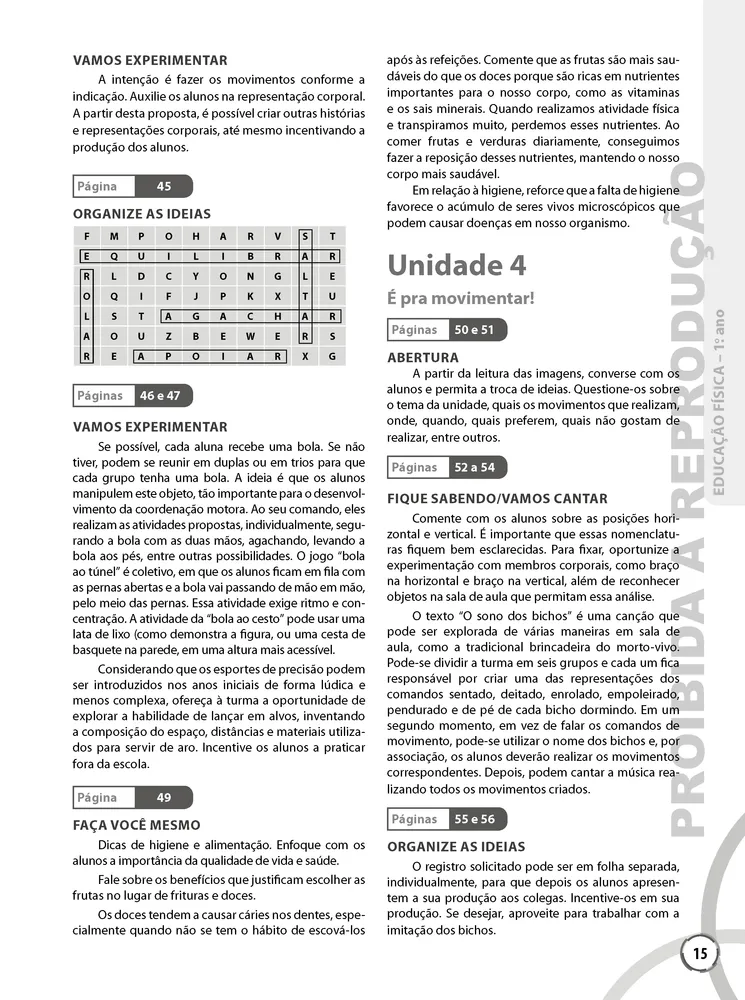 VAMOS EXPERIMENTAR
A intenção é fazer os movimentos conforme a
indicação. Auxilie os alunos na representação corporal.
A partir desta proposta, é possível criar outras histórias
e representações corporais, até mesmo incentivando a
produção dos alunos.
Página 45
ORGANIZE AS IDEIAS
F M P O H A R V S T
E Q U I L I B R A R
R L D C Y O N G L E
O Q I F J P K X T U
L S T A G A C H A R
A O U Z B E W E R S
R E A P O I A R X G
Páginas 46 e 47
VAMOS EXPERIMENTAR
Se possível, cada aluna recebe uma bola. Se não
tiver, podem se reunir em duplas ou em trios para que
cada grupo tenha uma bola. A ideia é que os alunos
manipulem este objeto, tão importante para o desenvol-
vimento da coordenação motora. Ao seu comando, eles
realizam as atividades propostas, individualmente, segu-
rando a bola com as duas mãos, agachando, levando a
bola aos pés, entre outras possibilidades. O jogo “bola
ao túnel” é coletivo, em que os alunos ficam em fila com
as pernas abertas e a bola vai passando de mão em mão,
pelo meio das pernas. Essa atividade exige ritmo e con-
centração. A atividade da “bola ao cesto” pode usar uma
lata de lixo (como demonstra a figura, ou uma cesta de
basquete na parede, em uma altura mais acessível.
Considerando que os esportes de precisão podem
ser introduzidos nos anos iniciais de forma lúdica e
menos complexa, ofereça à turma a oportunidade de
explorar a habilidade de lançar em alvos, inventando
a composição do espaço, distâncias e materiais utiliza-
dos para servir de aro. Incentive os alunos a praticar
fora da escola.
Página 49
FAÇA VOCÊ MESMO
Dicas de higiene e alimentação. Enfoque com os
alunos a importância da qualidade de vida e saúde.
Fale sobre os benefícios que justificam escolher as
frutas no lugar de frituras e doces.
Os doces tendem a causar cáries nos dentes, espe-
cialmente quando não se tem o hábito de escová-los
após às refeições. Comente que as frutas são mais sau-
dáveis do que os doces porque são ricas em nutrientes
importantes para o nosso corpo, como as vitaminas
e os sais minerais. Quando realizamos atividade física
e transpiramos muito, perdemos esses nutrientes. Ao
comer frutas e verduras diariamente, conseguimos
fazer a reposição desses nutrientes, mantendo o nosso
corpo mais saudável.
Em relação à higiene, reforce que a falta de higiene
favorece o acúmulo de seres vivos microscópicos que
podem causar doenças em nosso organismo.
Unidade 4
É pra movimentar!
Páginas 50 e 51
ABERTURA
A partir da leitura das imagens, converse com os
alunos e permita a troca de ideias. Questione-os sobre
o tema da unidade, quais os movimentos que realizam,
onde, quando, quais preferem, quais não gostam de
realizar, entre outros.
Páginas 52 a 54
FIQUE SABENDO/VAMOS CANTAR
Comente com os alunos sobre as posições hori-
zontal e vertical. É importante que essas nomenclatu-
ras fiquem bem esclarecidas. Para fixar, oportunize a
experimentação com membros corporais, como braço
na horizontal e braço na vertical, além de reconhecer
objetos na sala de aula que permitam essa análise.
O texto “O sono dos bichos” é uma canção que
pode ser explorada de várias maneiras em sala de
aula, como a tradicional brincadeira do morto-vivo.
Pode-se dividir a turma em seis grupos e cada um fica
responsável por criar uma das representações dos
comandos sentado, deitado, enrolado, empoleirado,
pendurado e de pé de cada bicho dormindo. Em um
segundo momento, em vez de falar os comandos de
movimento, pode-se utilizar o nome dos bichos e, por
associação, os alunos deverão realizar os movimentos
correspondentes. Depois, podem cantar a música rea-
lizando todos os movimentos criados.
Páginas 55 e 56
ORGANIZE AS IDEIAS
O registro solicitado pode ser em folha separada,
individualmente, para que depois os alunos apresen-
tem a sua produção aos colegas. Incentive-os em sua
produção. Se desejar, aproveite para trabalhar com a
imitação dos bichos.
PROIBIDA A REPRODUÇÃO
EDUCAÇÃO FÍSICA – 1.º ano
15